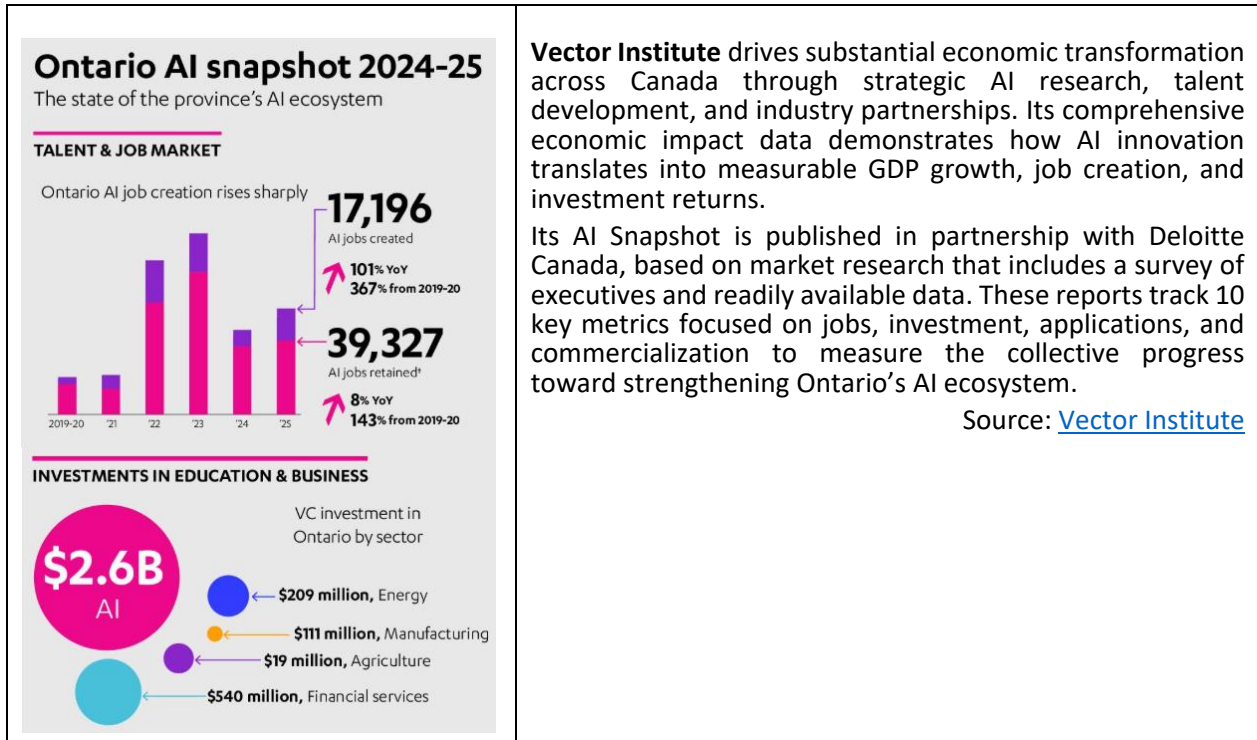 Ontario AI snapshot 2024-25
The state of the province's AI ecosystem
TALENT & JOB MARKET
Ontario AI job creation rises sharply
17,196
AI jobs created
101% YoY
367% from 2019-20
39,327
AI jobs retained†
8% YoY
143% from 2019-20
2019-20 '21 '22 '23 '24 '25
INVESTMENTS IN EDUCATION & BUSINESS
VC investment in
Ontario by sector
$2.6B
AI
$209 million, Energy
$111 million, Manufacturing
$19 million, Agriculture
$540 million, Financial services
Vector Institute drives substantial economic transformation
across Canada through strategic AI research, talent
development, and industry partnerships. Its comprehensive
economic impact data demonstrates how AI innovation
translates into measurable GDP growth, job creation, and
investment returns.
Its AI Snapshot is published in partnership with Deloitte
Canada, based on market research that includes a survey of
executives and readily available data. These reports track 10
key metrics focused on jobs, investment, applications, and
commercialization to measure the collective progress
toward strengthening Ontario's AI ecosystem.
Source: Vector Institute